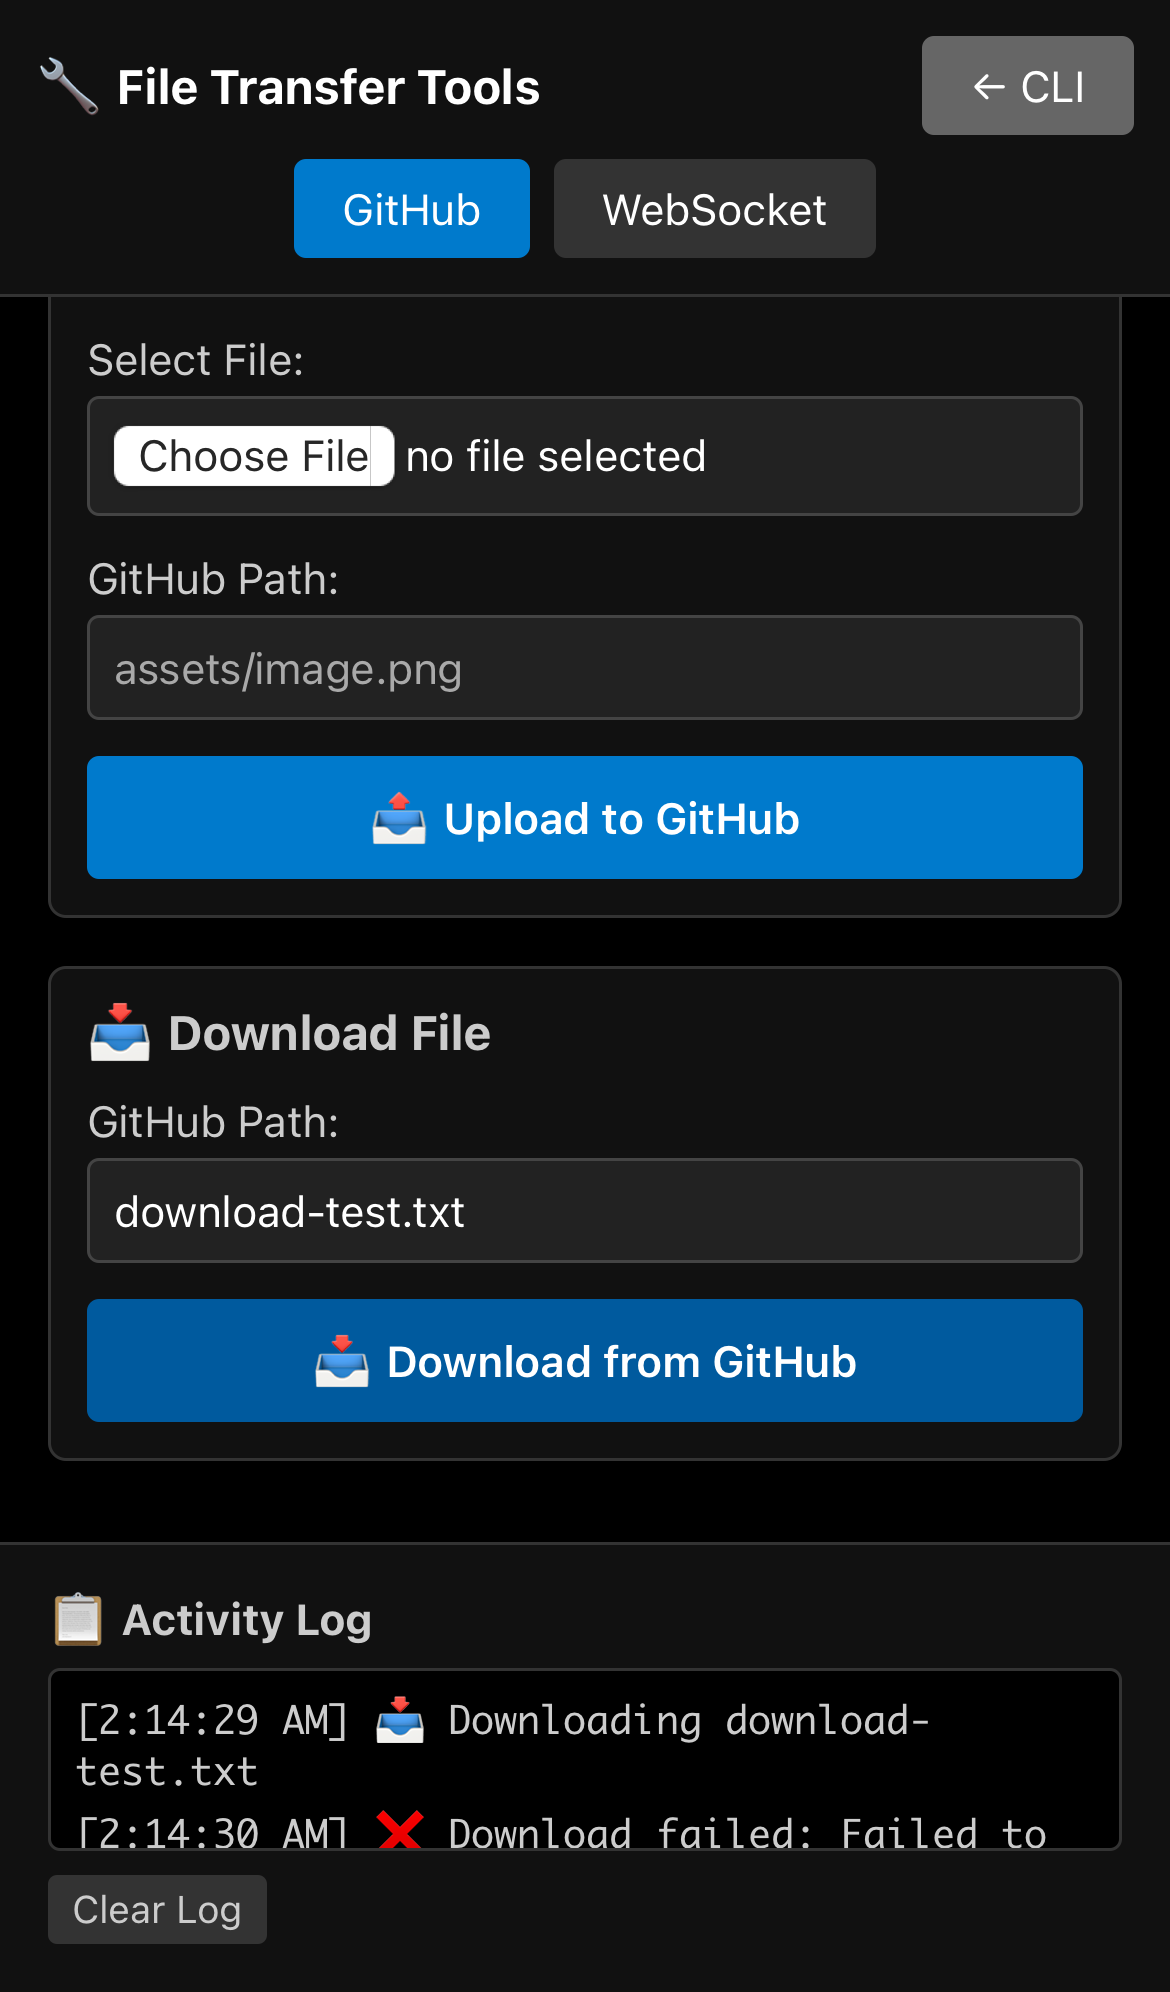 File Transfer Tools
← CLI
GitHub
WebSocket
Select File:
Choose File no file selected
GitHub Path:
assets/image.png
Upload to GitHub
Download File
GitHub Path:
download-test.txt
Download from GitHub
Activity Log
[2:14:29 AM] 📥 Downloading download-
test.txt
[2:14:30 AM] ❌ Download failed: Failed to
Clear Log